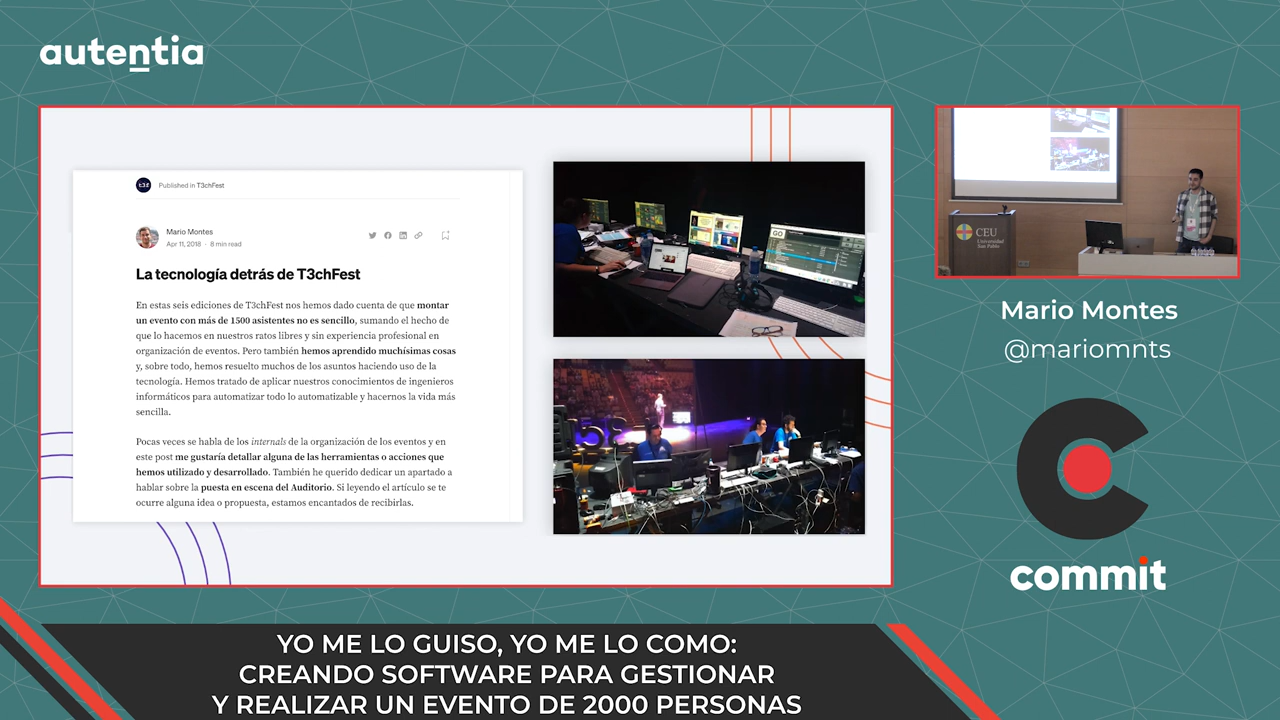 autentia
t3f
Published in T3chFest
Mario Montes
Apr 11, 2018 · 8 min read
La tecnología detrás de T3chFest
En estas seis ediciones de T3chFest nos hemos dado cuenta de que montar
un evento con más de 1500 asistentes no es sencillo, sumando el hecho de
que lo hacemos en nuestros ratos libres y sin experiencia profesional en
organización de eventos. Pero también hemos aprendido muchísimas cosas
y, sobre todo, hemos resuelto muchos de los asuntos haciendo uso de la
tecnología. Hemos tratado de aplicar nuestros conocimientos de ingenieros
informáticos para automatizar todo lo automatizable y hacernos la vida más
sencilla.
Pocas veces se habla de los internals de la organización de los eventos y en
este post me gustaría detallar alguna de las herramientas o acciones que
hemos utilizado y desarrollado. También he querido dedicar un apartado a
hablar sobre la puesta en escena del Auditorio. Si leyendo el artículo se te
ocurre alguna idea o propuesta, estamos encantados de recibirlas.
GO
CEU
Universidad
San Pablo
Mario Montes
@mariomnts
commit
YO ME LO GUISO, YO ME LO COMO:
CREANDO SOFTWARE PARA GESTIONAR
Y REALIZAR UN EVENTO DE 2000 PERSONAS